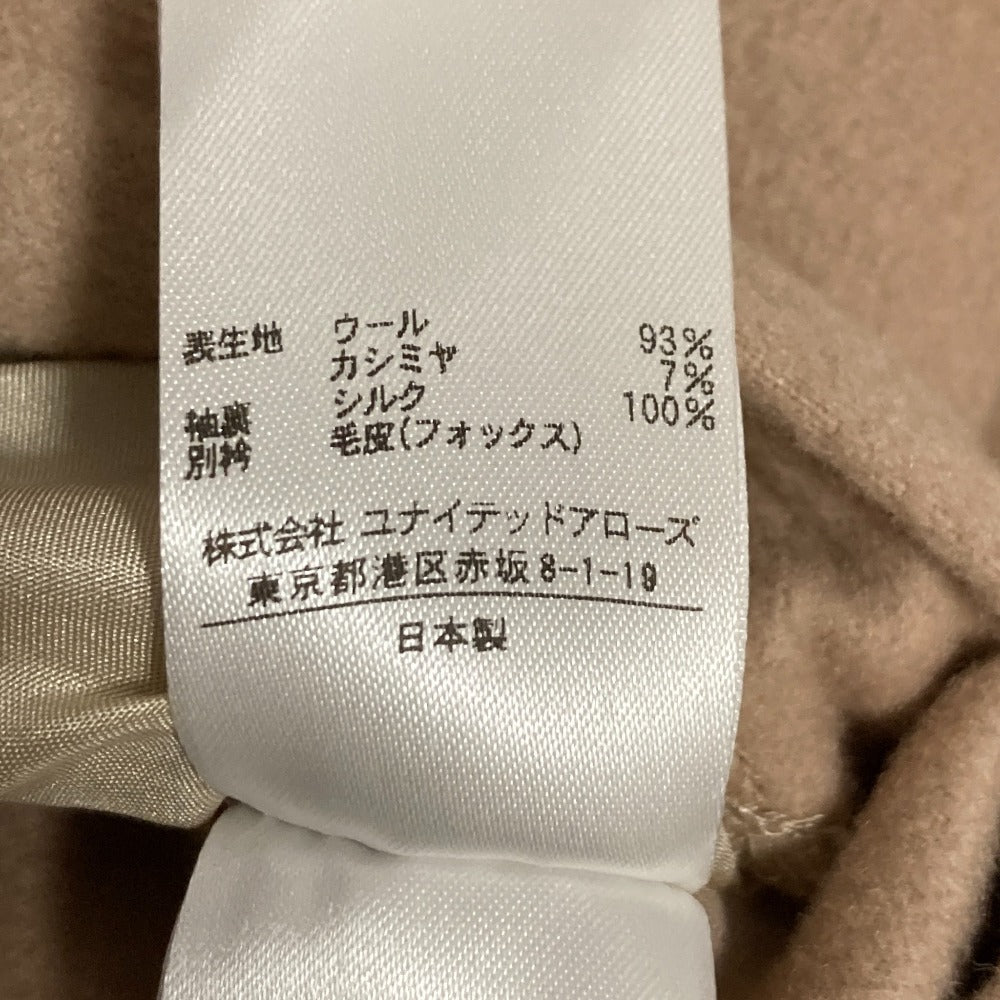 表生地 ウール 93%
カシミヤ 7%
袖裏 シルク 100%
別衿 毛皮(フォックス)
株式会社 ユナイテッドアローズ
東京都港区赤坂 8-1-19
日本製